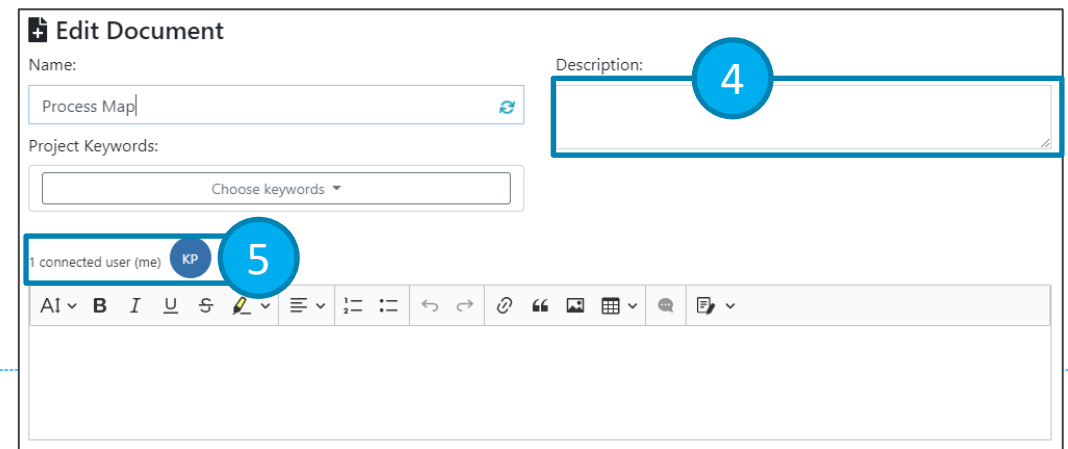 Edit Document
Name:
Description:
4
Process Map
Project Keywords:
Choose keywords
1 connected user (me) KP
5
AI B I U S